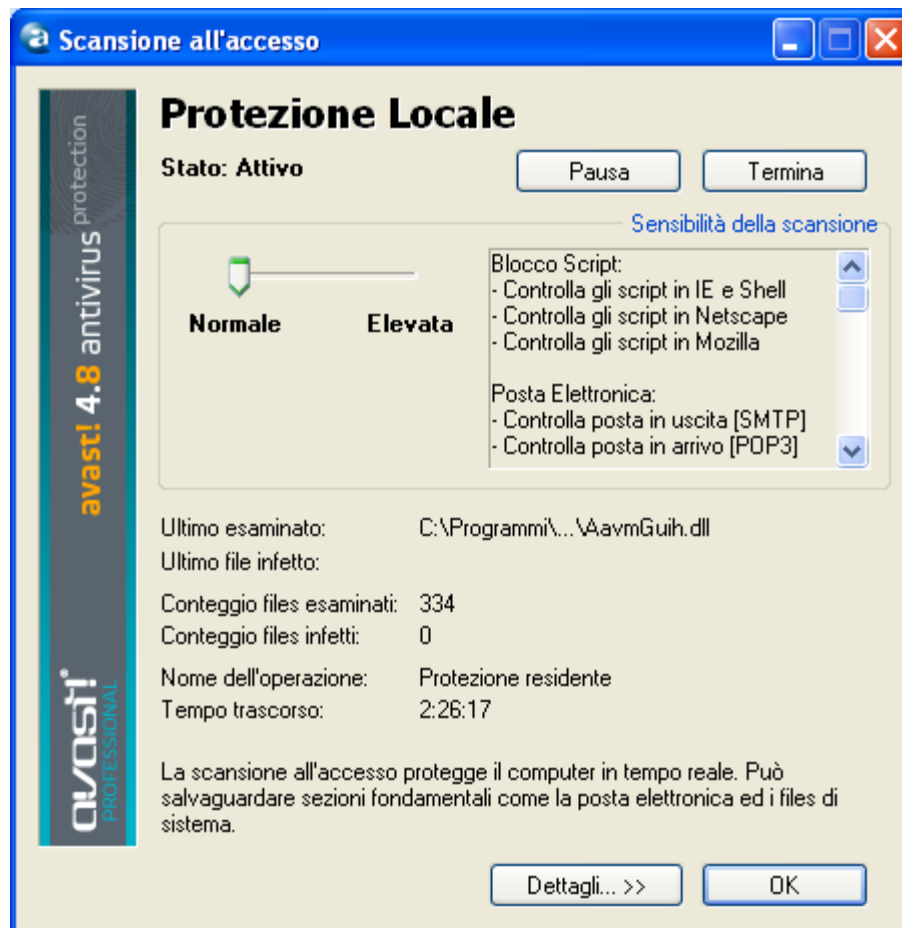 Scansione all'accesso
Protezione Locale
Stato: Attivo
Pausa
Termina
Sensibilità della scansione
Normale
Elevata
Blocco Script:
- Controlla gli script in IE e Shell
- Controlla gli script in Netscape
- Controlla gli script in Mozilla
Posta Elettronica:
- Controlla posta in uscita [SMTP]
- Controlla posta in arrivo [POP3]
Ultimo esaminato: C:\Programmi\...\AavmGuih.dll
Ultimo file infetto:
Conteggio files esaminati: 334
Conteggio files infetti: 0
Nome dell'operazione: Protezione residente
Tempo trascorso: 2:26:17
La scansione all'accesso protegge il computer in tempo reale. Può
salvaguardare sezioni fondamentali come la posta elettronica ed i files di
sistema.
Dettagli... >>
OK
avast! 4.8 antivirus protection
avast!
PROFESSIONAL